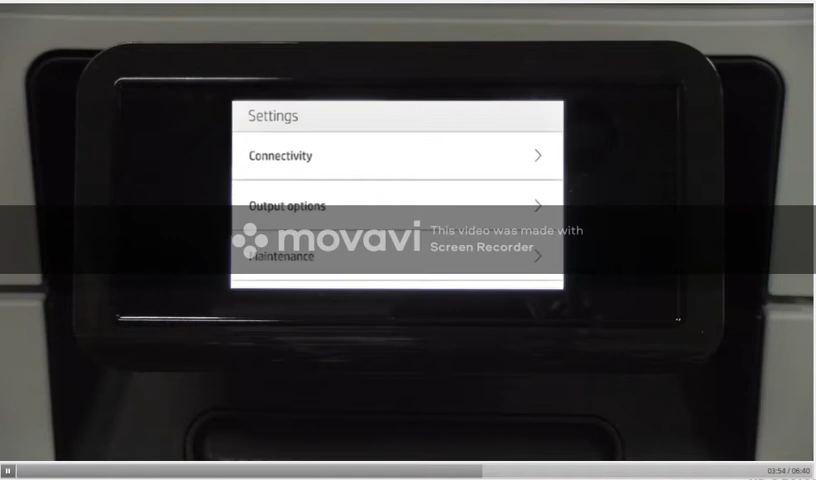 Settings
Connectivity
Output options
movavi
This video was made with
Screen Recorder
Maintenance
03:54 / 06:40